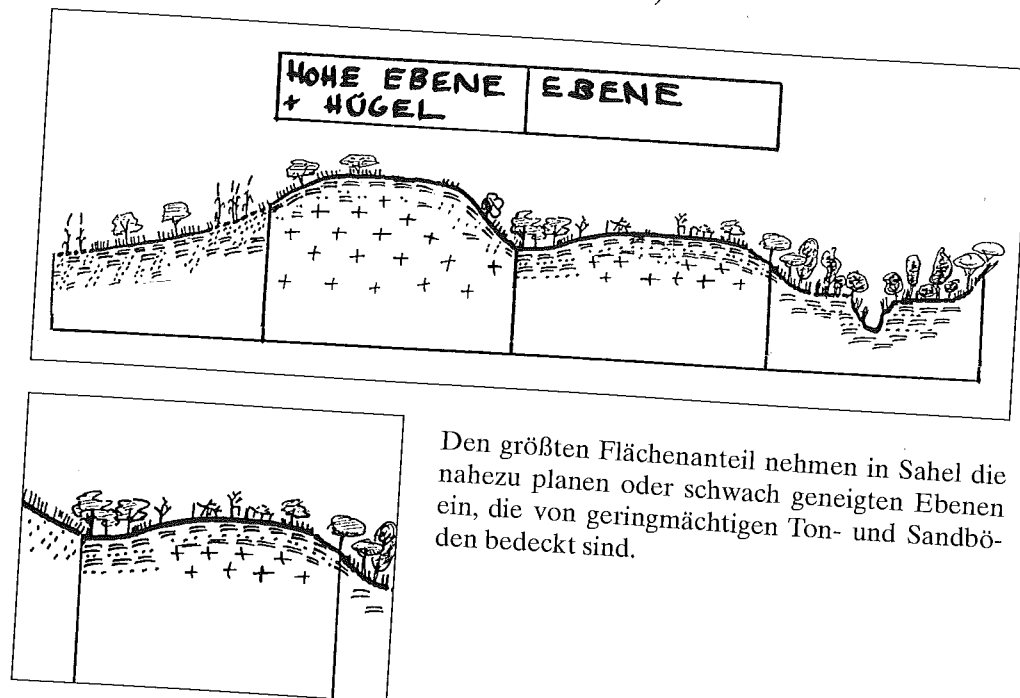 HOHE EBENE
+ HÜGEL
EBENE
Den größten Flächenanteil nehmen in Sahel die
nahezu planen oder schwach geneigten Ebenen
ein, die von geringmächtigen Ton- und Sandbö-
den bedeckt sind.